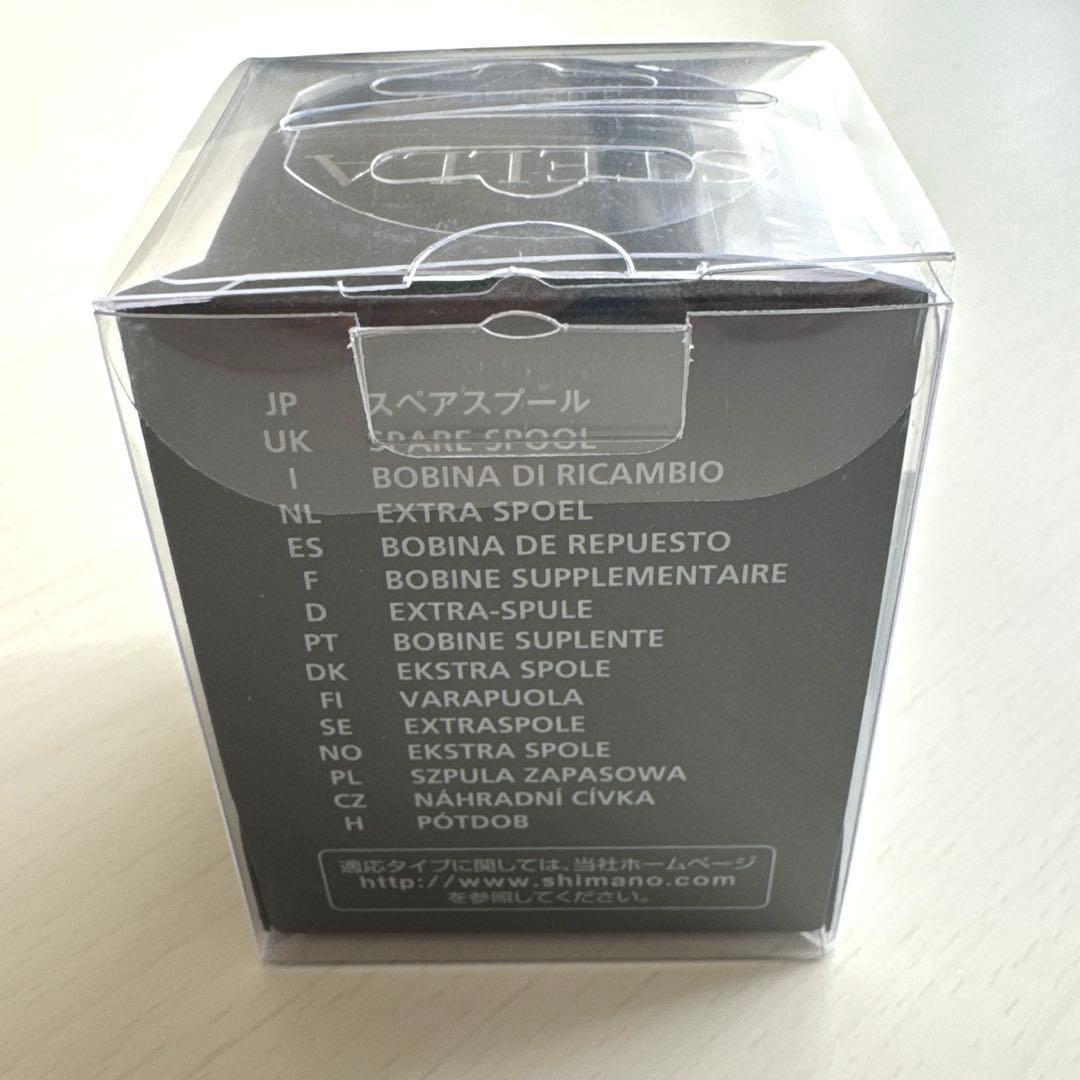 STELLA
JP スペアスプール
UK SPARE SPOOL
I BOBINA DI RICAMBIO
NL EXTRA SPOEL
ES BOBINA DE REPUESTO
F BOBINE SUPPLEMENTAIRE
D EXTRA-SPULE
PT BOBINE SUPLENTE
DK EKSTRA SPOLE
FI VARAPUOLA
SE EXTRASPOLE
NO EKSTRA SPOLE
PL SZPULA ZAPASOWA
CZ NÁHRADNÍ CÍVKA
H PÓTDOB
適応タイプに関しては、当社ホームページ
http://www.shimano.com
を参照してください。